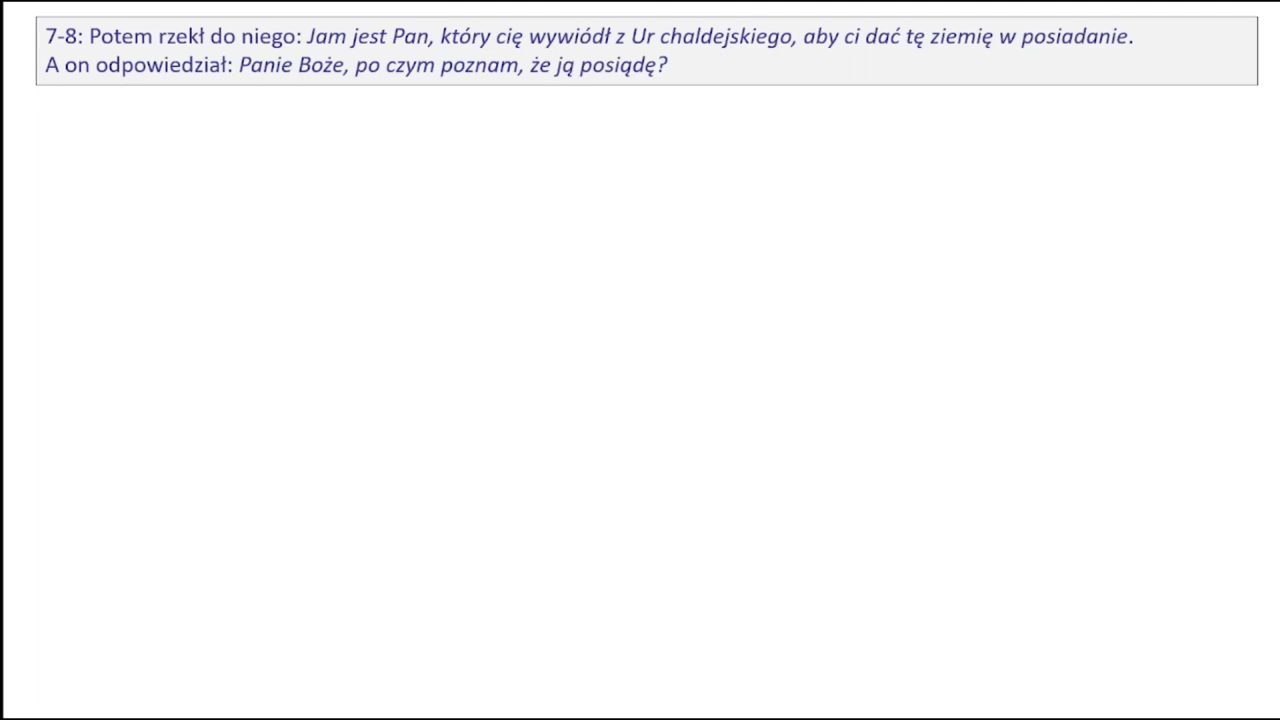 7-8: Potem rzekł do niego: Jam jest Pan, który cię wywiódł z Ur chaldejskiego, aby ci dać tę ziemię w posiadanie.
A on odpowiedział: Panie Boże, po czym poznam, że ją posiądę?